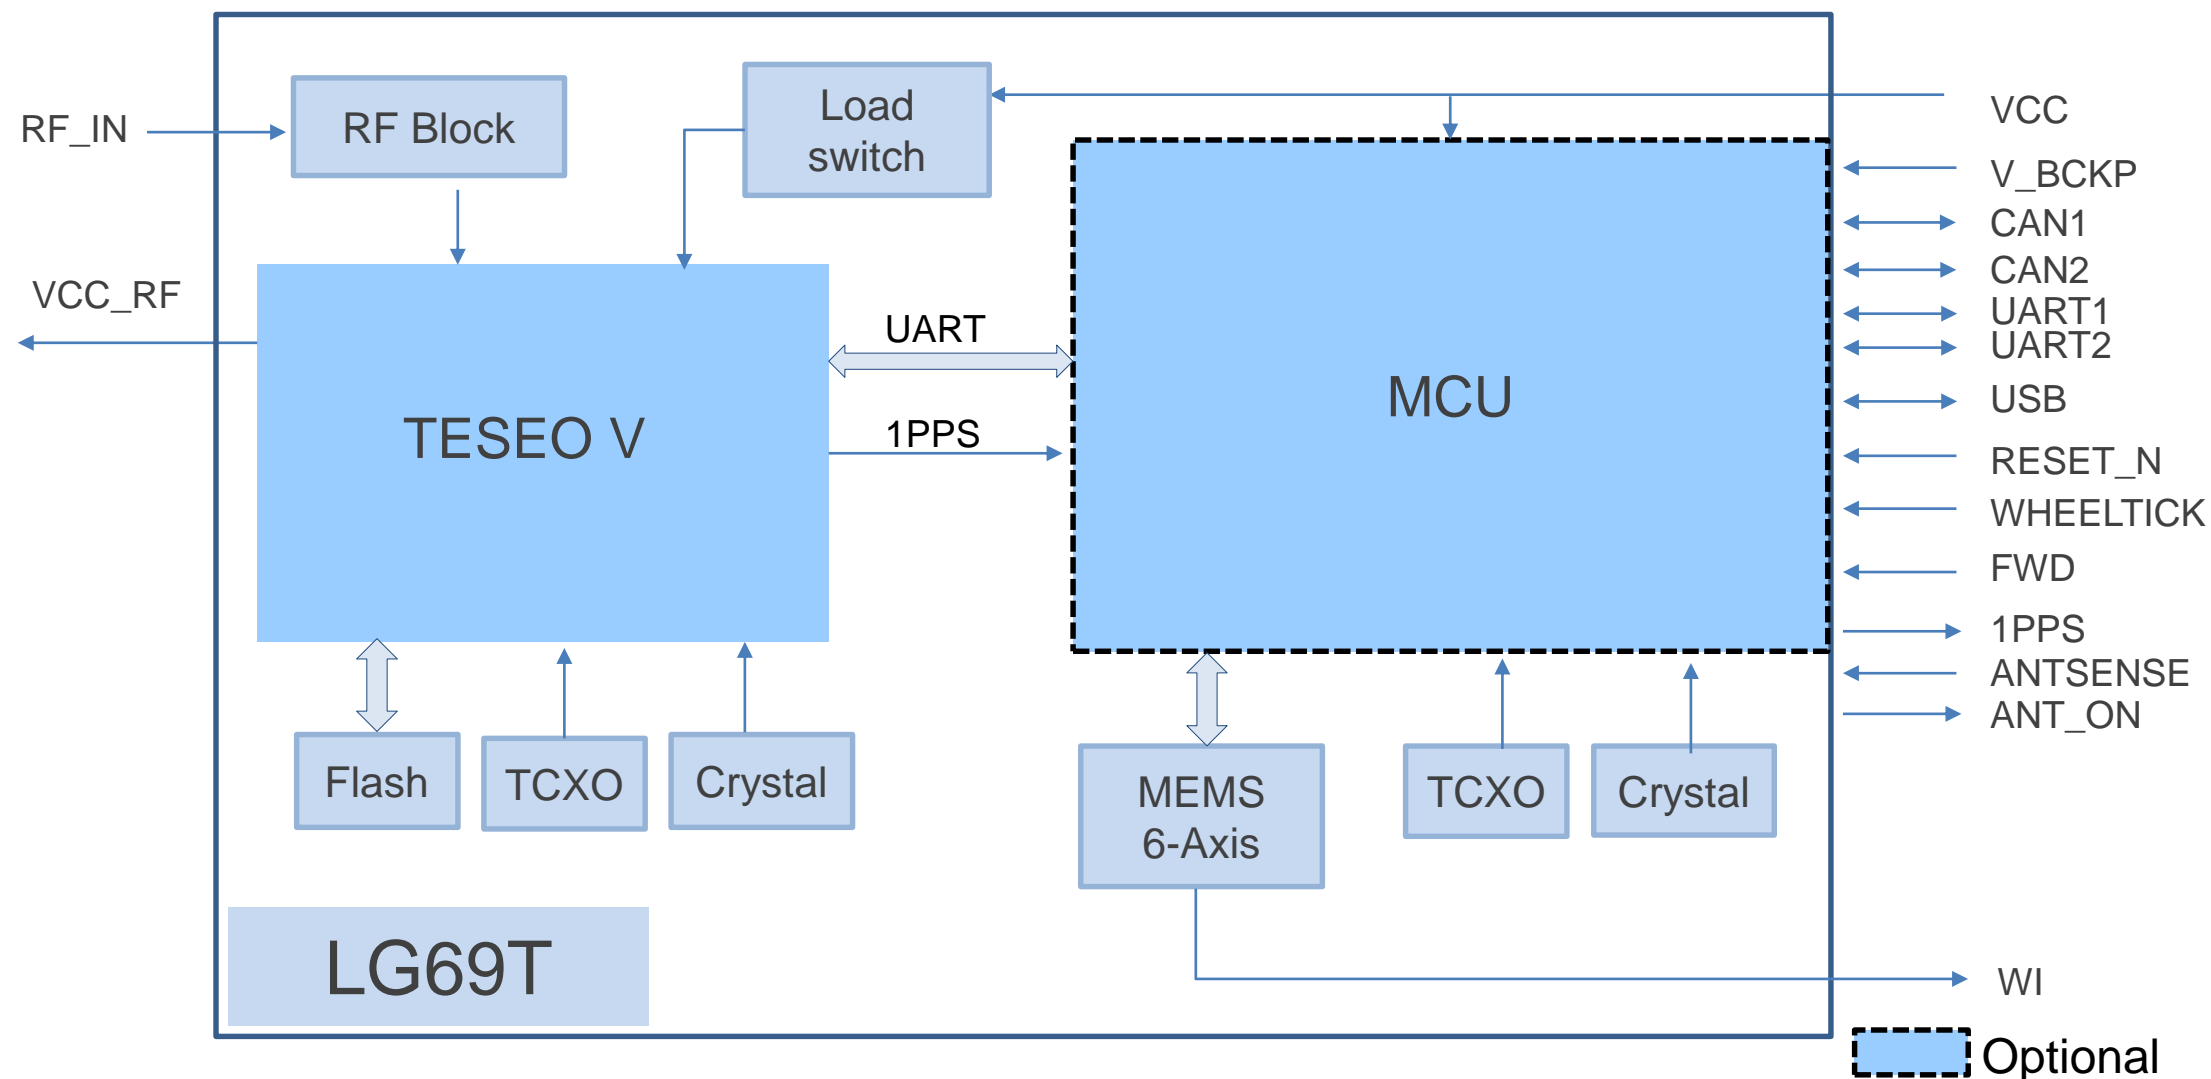 RF_IN
RF Block
Load
switch
VCC
V_BCKP
CAN1
CAN2
UART1
UART2
USB
RESET_N
WHEELTICK
FWD
1PPS
ANTSENSE
ANT_ON
VCC_RF
TESEO V
UART
1PPS
MCU
Flash
TCXO
Crystal
MEMS
6-Axis
TCXO
Crystal
LG69T
WI
Optional